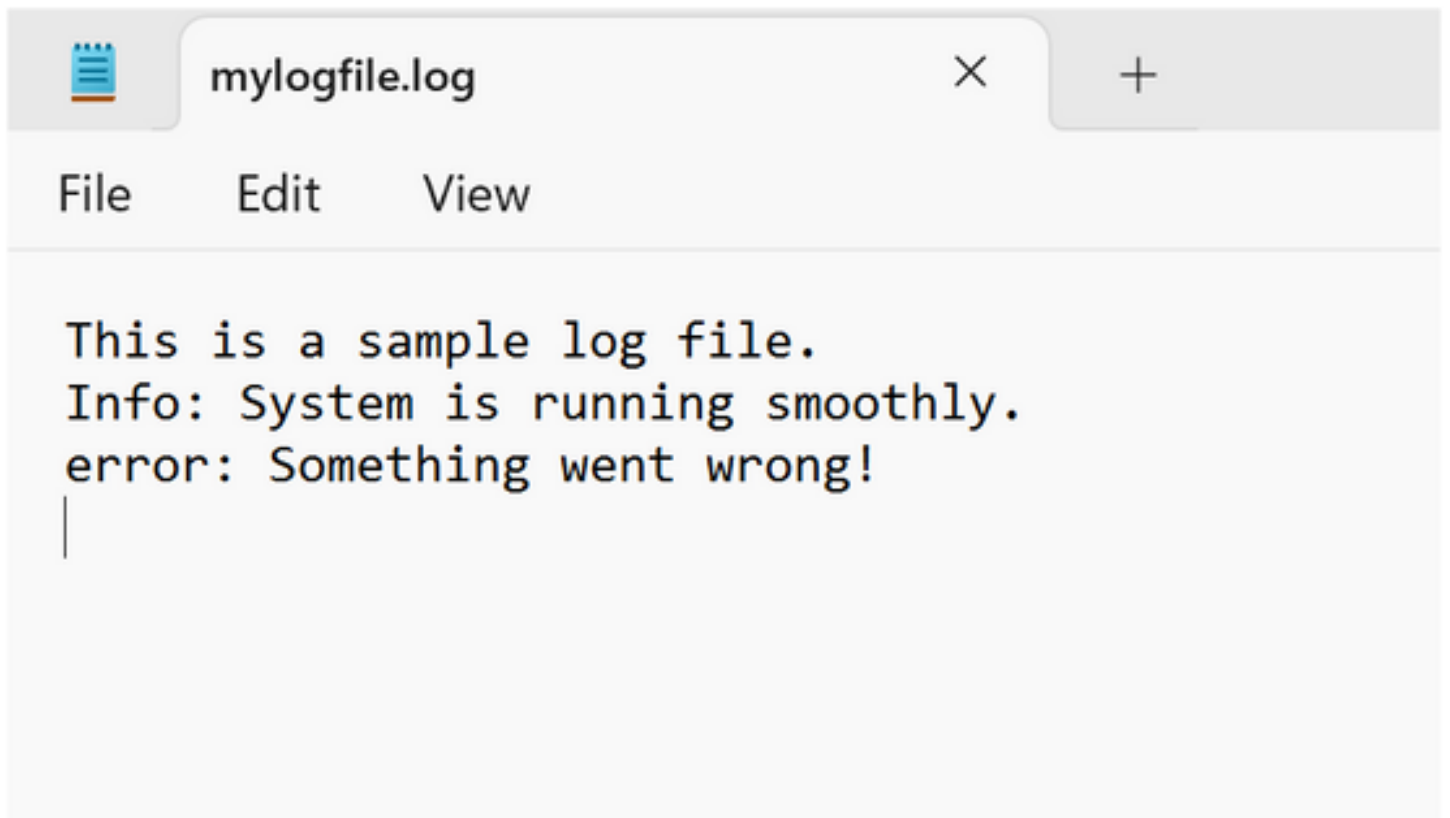 mylogfile.log
File Edit View
This is a sample log file.
Info: System is running smoothly.
error: Something went wrong!